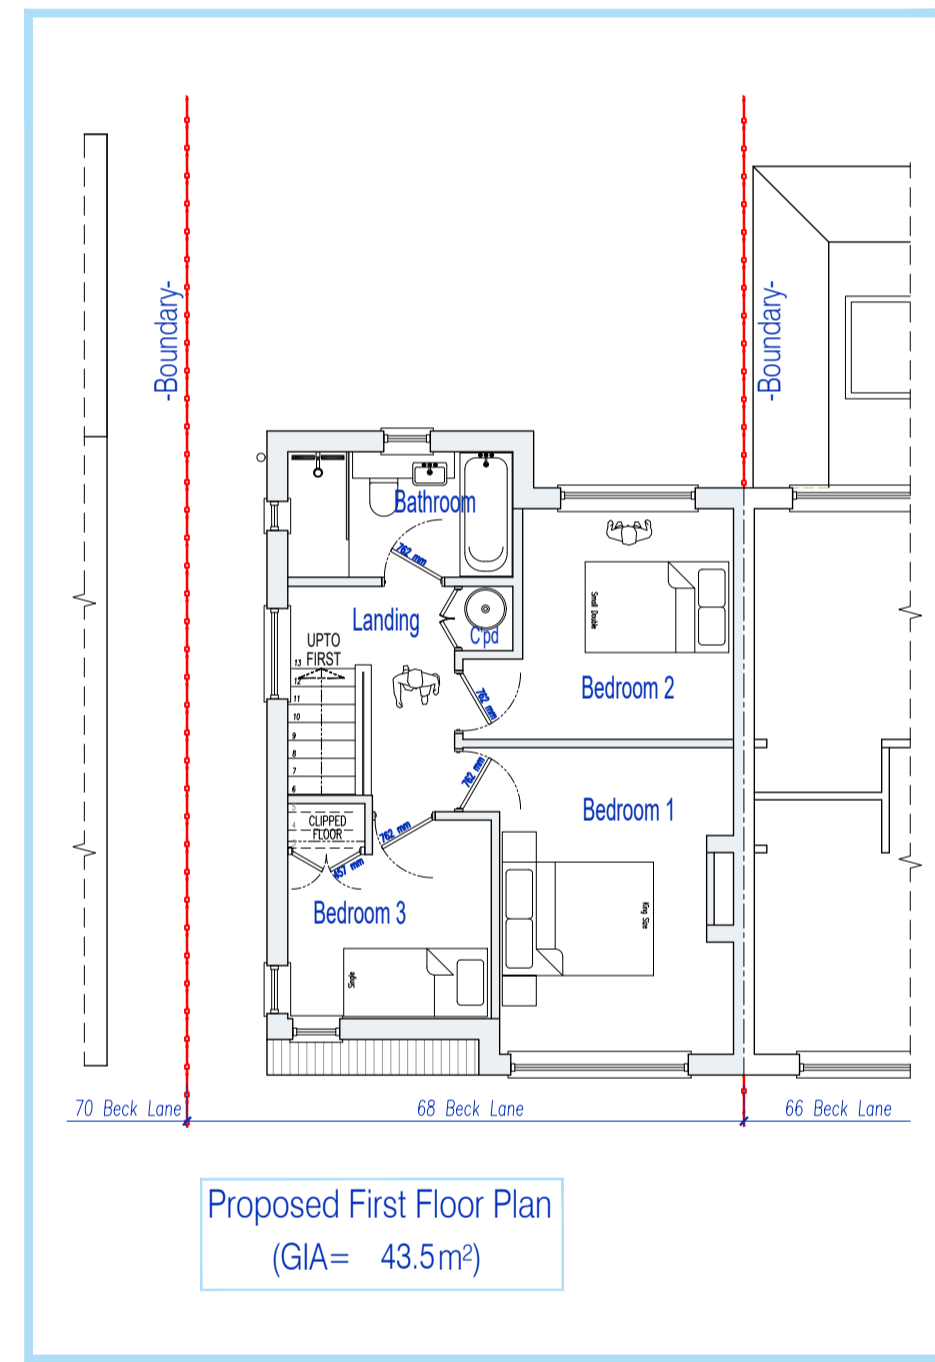 -Boundary-
-Boundary-
Bathroom
762 mm
Landing
C'pd
Small Double
UPTO
FIRST
13
12
11
10
9
8
7
6
5
4
762 mm
Bedroom 2
762 mm
Bedroom 1
CLIPPED
FLOOR
762 mm
457 mm
Bedroom 3
King Size
Single
70 Beck Lane
68 Beck Lane
66 Beck Lane
Proposed First Floor Plan
(GIA= 43.5m²)